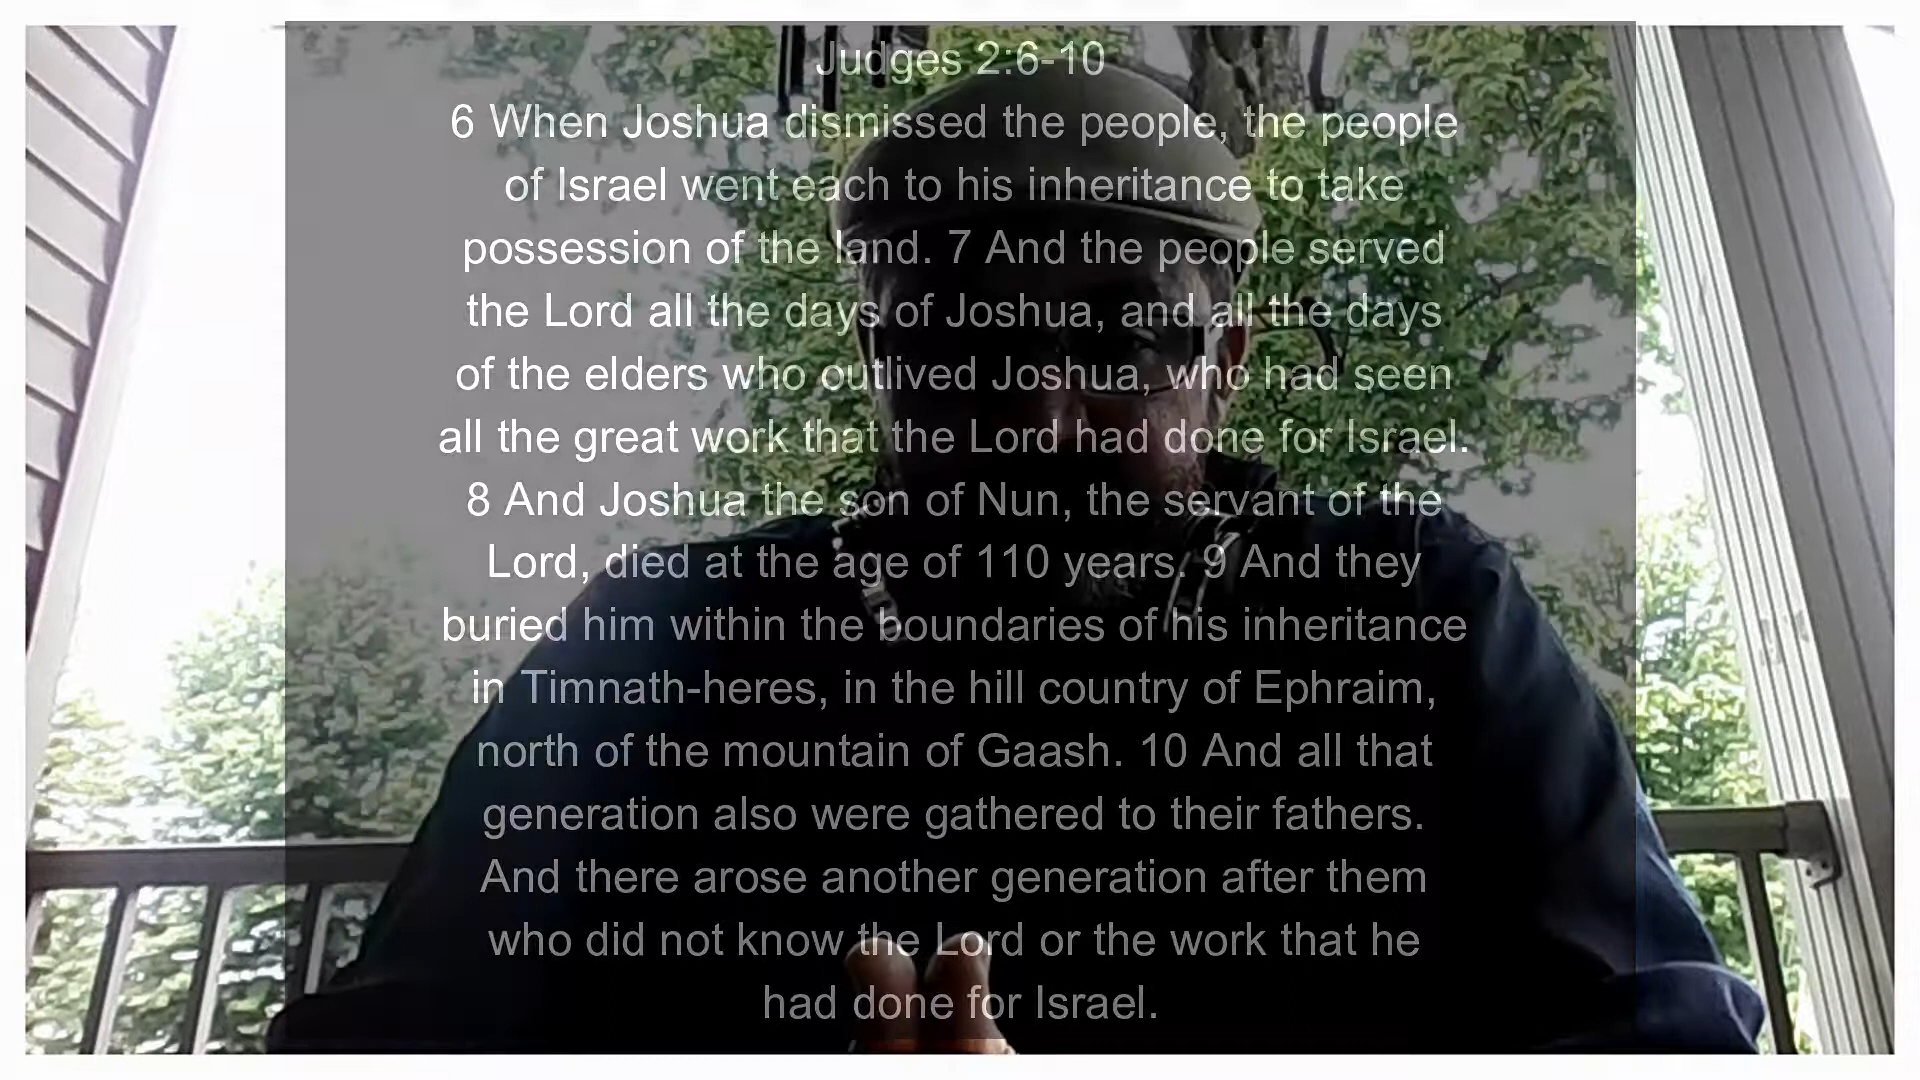 Judges 2:6-10
6 When Joshua dismissed the people, the people
of Israel went each to his inheritance to take
possession of the land. 7 And the people served
the Lord all the days of Joshua, and all the days
of the elders who outlived Joshua, who had seen
all the great work that the Lord had done for Israel.
8 And Joshua the son of Nun, the servant of the
Lord, died at the age of 110 years. 9 And they
buried him within the boundaries of his inheritance
in Timnath-heres, in the hill country of Ephraim,
north of the mountain of Gaash. 10 And all that
generation also were gathered to their fathers.
And there arose another generation after them
who did not know the Lord or the work that he
had done for Israel.